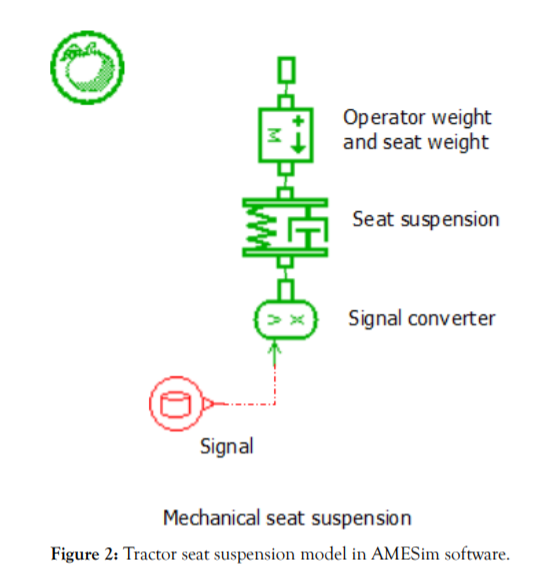 Operator weight
and seat weight
M
+
Seat suspension
Signal converter
Signal
Mechanical seat suspension
Figure 2: Tractor seat suspension model in AMESim software.